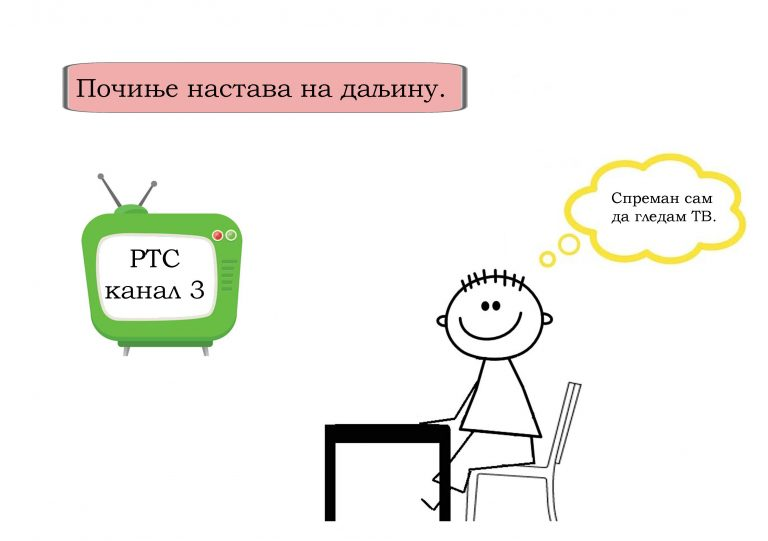 Почиње настава на даљину.
Спреман сам
да гледам ТВ.
РТС
канал 3